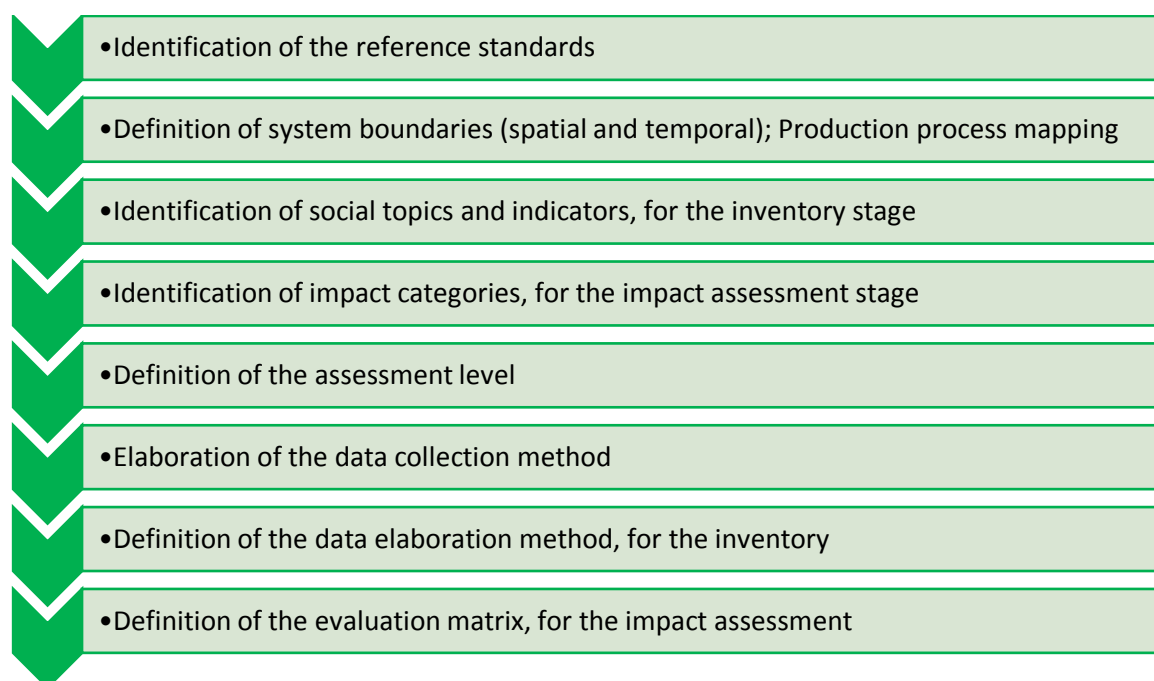 •Identification of the reference standards
•Definition of system boundaries (spatial and temporal); Production process mapping
•Identification of social topics and indicators, for the inventory stage
•Identification of impact categories, for the impact assessment stage
•Definition of the assessment level
•Elaboration of the data collection method
•Definition of the data elaboration method, for the inventory
•Definition of the evaluation matrix, for the impact assessment